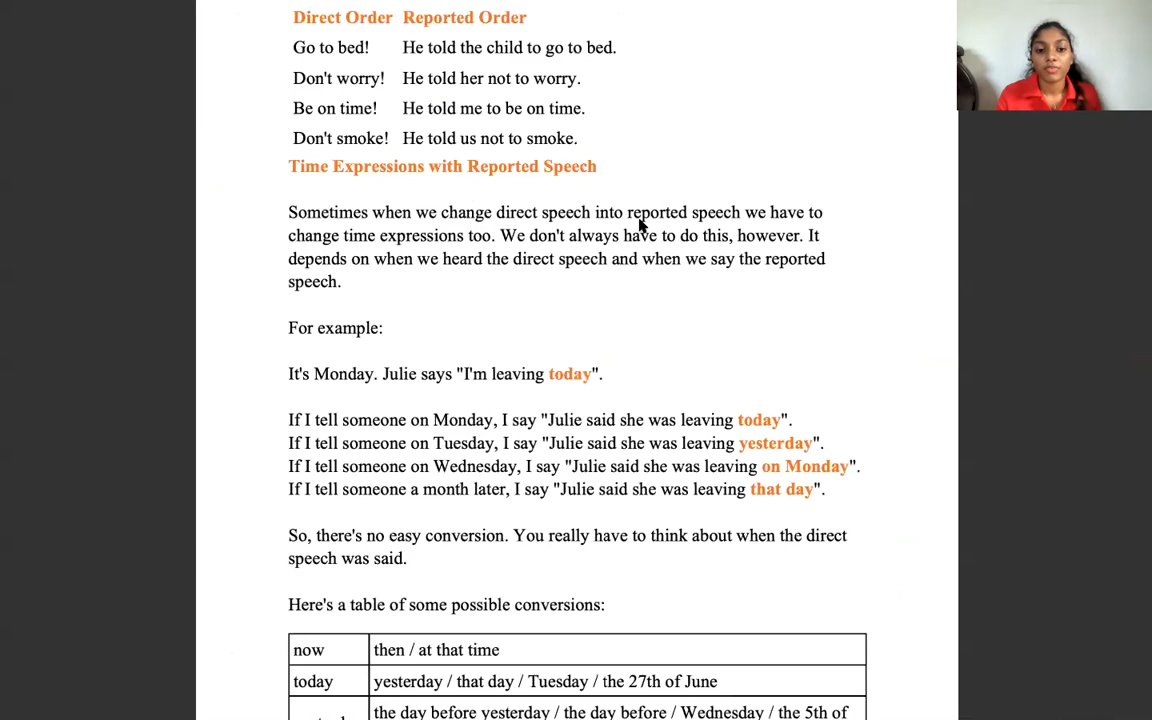 Direct Order Reported Order
Go to bed! He told the child to go to bed.
Don't worry! He told her not to worry.
Be on time! He told me to be on time.
Don't smoke! He told us not to smoke.
Time Expressions with Reported Speech
Sometimes when we change direct speech into reported speech we have to
change time expressions too. We don't always have to do this, however. It
depends on when we heard the direct speech and when we say the reported
speech.
For example:
It's Monday. Julie says "I'm leaving today".
If I tell someone on Monday, I say "Julie said she was leaving today".
If I tell someone on Tuesday, I say "Julie said she was leaving yesterday".
If I tell someone on Wednesday, I say "Julie said she was leaving on Monday".
If I tell someone a month later, I say "Julie said she was leaving that day".
So, there's no easy conversion. You really have to think about when the direct
speech was said.
Here's a table of some possible conversions:
now then / at that time
today yesterday / that day / Tuesday / the 27th of June
the day before yesterday / the day before / Wednesday / the 5th of